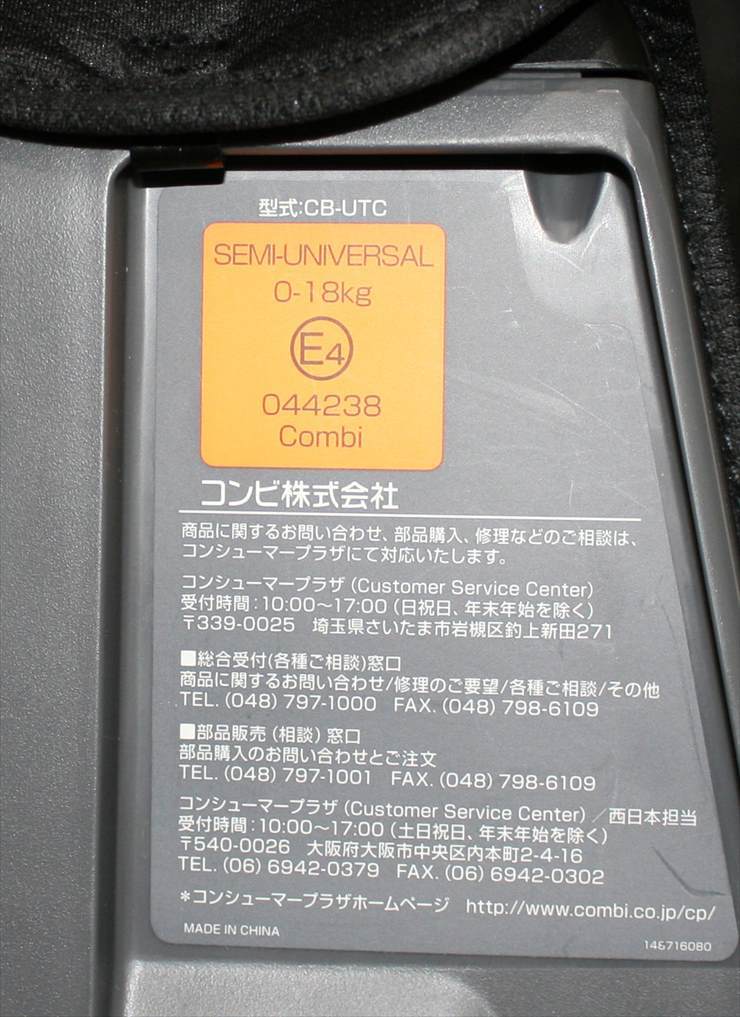 型式:CB-UTC
SEMI-UNIVERSAL
0-18kg
E4
044238
Combi
コンビ株式会社
商品に関するお問い合わせ、部品購入、修理などのご相談は、
コンシューマープラザにて対応いたします。
コンシューマープラザ (Customer Service Center)
受付時間:10:00〜17:00 (日祝日、年末年始を除く)
〒339-0025 埼玉県さいたま市岩槻区釣上新田271
■総合受付(各種ご相談)窓口
商品に関するお問い合わせ/修理のご要望/各種ご相談/その他
TEL. (048) 797-1000 FAX. (048) 798-6109
■部品販売 (相談) 窓口
部品購入のお問い合わせとご注文
TEL. (048) 797-1001 FAX. (048) 798-6109
コンシューマープラザ (Customer Service Center) / 西日本担当
受付時間:10:00〜17:00 (土日祝日、年末年始を除く)
〒540-0026 大阪府大阪市中央区内本町2-4-16
TEL. (06) 6942-0379 FAX. (06) 6942-0302
*コンシューマープラザホームページ http://www.combi.co.jp/cp/
MADE IN CHINA
146716080